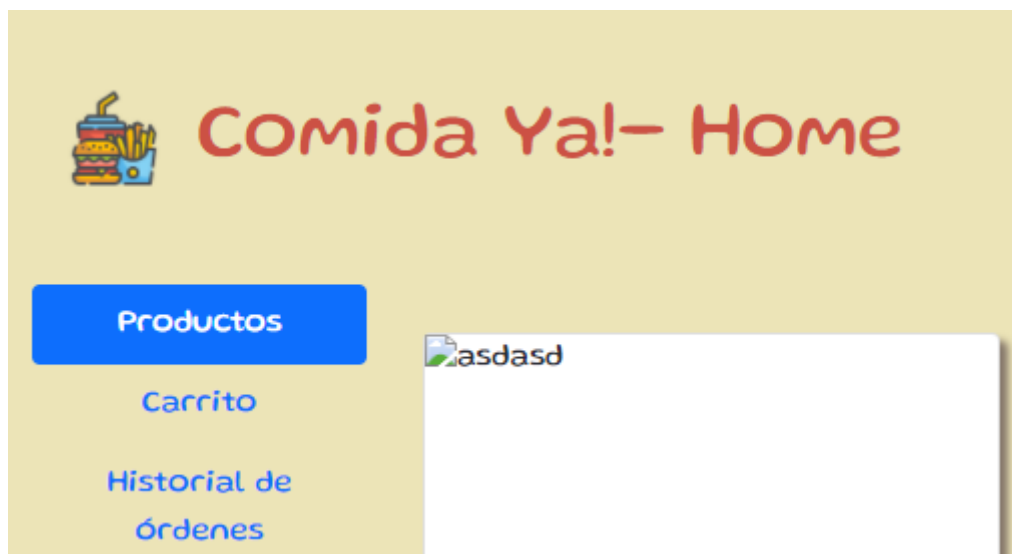 Comida Ya!- Home
Productos
asdasd
Carrito
Historial de
órdenes